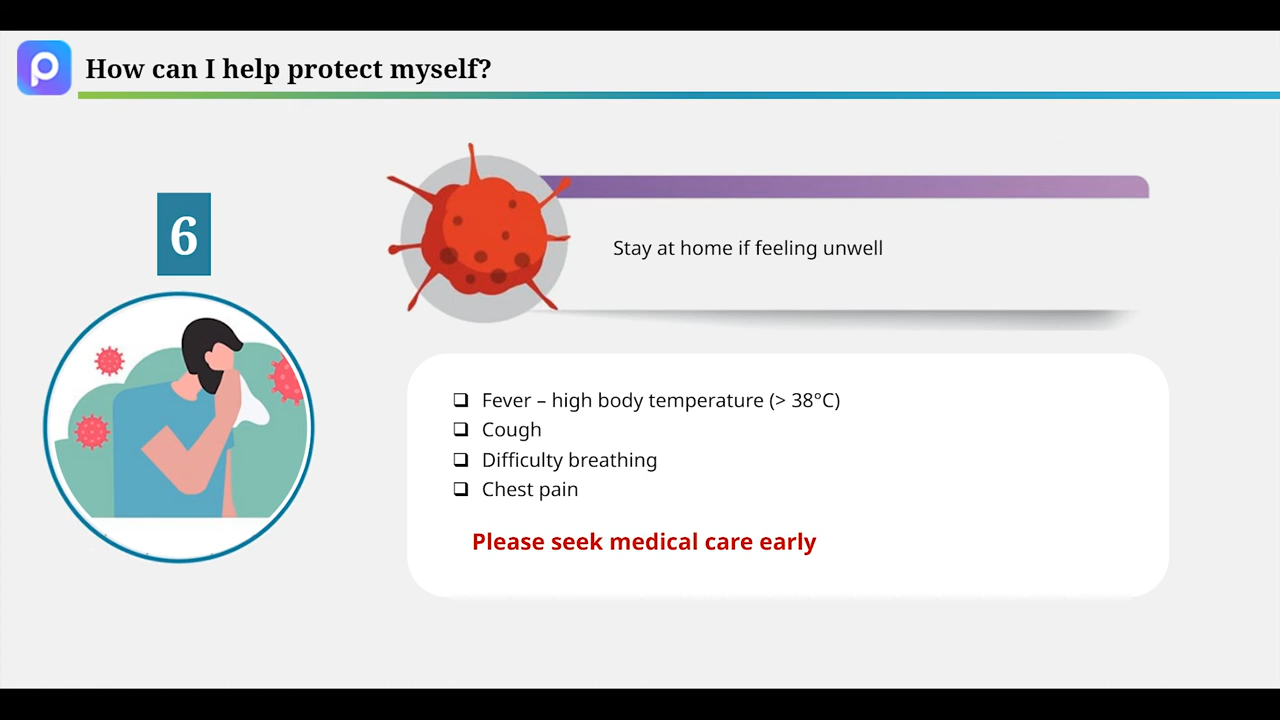 How can I help protect myself?
6
Stay at home if feeling unwell
❑ Fever – high body temperature (> 38°C)
❑ Cough
❑ Difficulty breathing
❑ Chest pain
Please seek medical care early